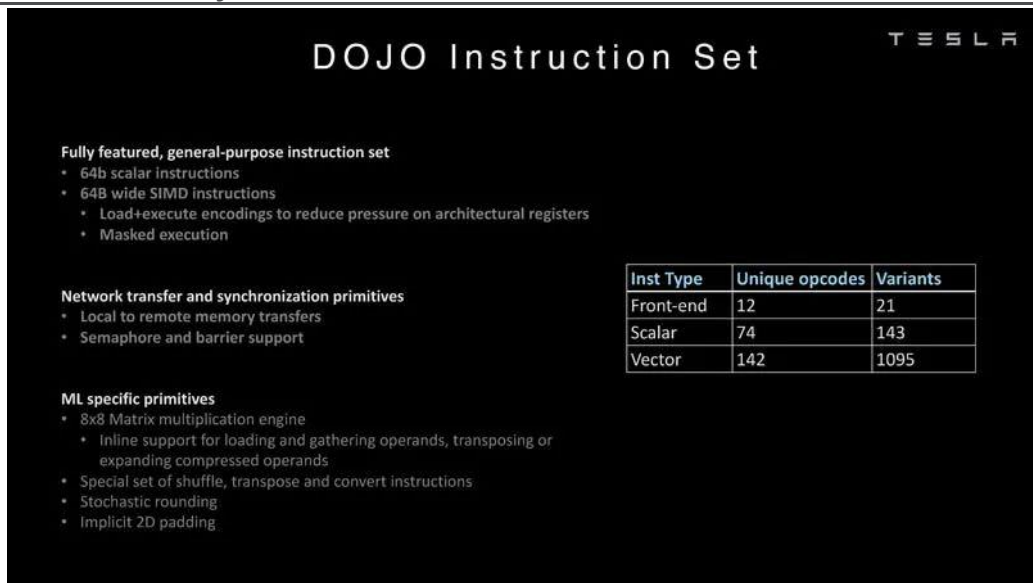 DOJO Instruction Set
TESLA
Fully featured, general-purpose instruction set
• 64b scalar instructions
• 64B wide SIMD instructions
• Load+execute encodings to reduce pressure on architectural registers
• Masked execution
Network transfer and synchronization primitives
• Local to remote memory transfers
• Semaphore and barrier support
ML specific primitives
• 8x8 Matrix multiplication engine
• Inline support for loading and gathering operands, transposing or
expanding compressed operands
• Special set of shuffle, transpose and convert instructions
• Stochastic rounding
• Implicit 2D padding
Inst Type Unique opcodes Variants
Front-end 12 21
Scalar 74 143
Vector 142 1095